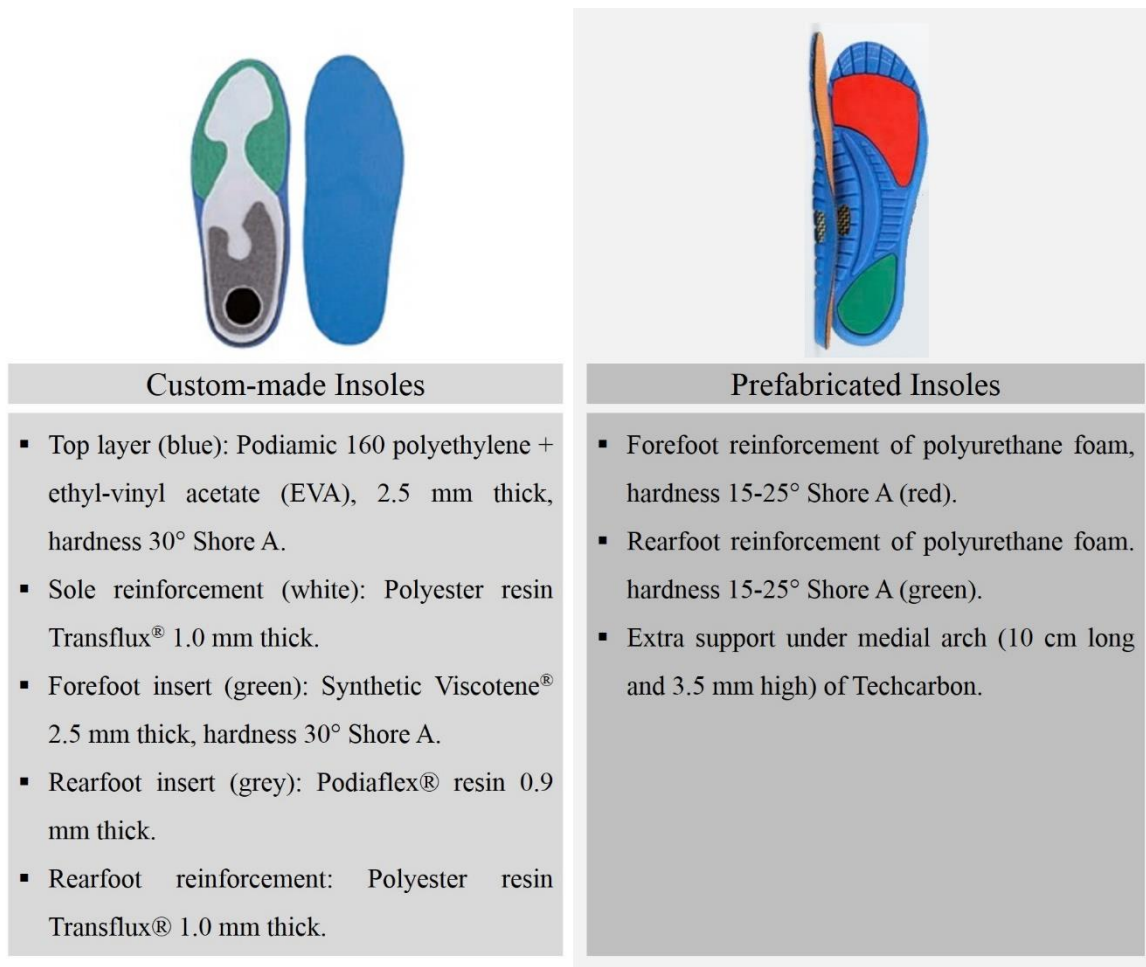 Custom-made Insoles
▪ Top layer (blue): Podiamic 160 polyethylene +
ethyl-vinyl acetate (EVA), 2.5 mm thick,
hardness 30° Shore A.
▪ Sole reinforcement (white): Polyester resin
Transflux® 1.0 mm thick.
▪ Forefoot insert (green): Synthetic Viscotene®
2.5 mm thick, hardness 30° Shore A.
▪ Rearfoot insert (grey): Podiaflex® resin 0.9
mm thick.
▪ Rearfoot reinforcement: Polyester resin
Transflux® 1.0 mm thick.
Prefabricated Insoles
▪ Forefoot reinforcement of polyurethane foam,
hardness 15-25° Shore A (red).
▪ Rearfoot reinforcement of polyurethane foam.
hardness 15-25° Shore A (green).
▪ Extra support under medial arch (10 cm long
and 3.5 mm high) of Techcarbon.